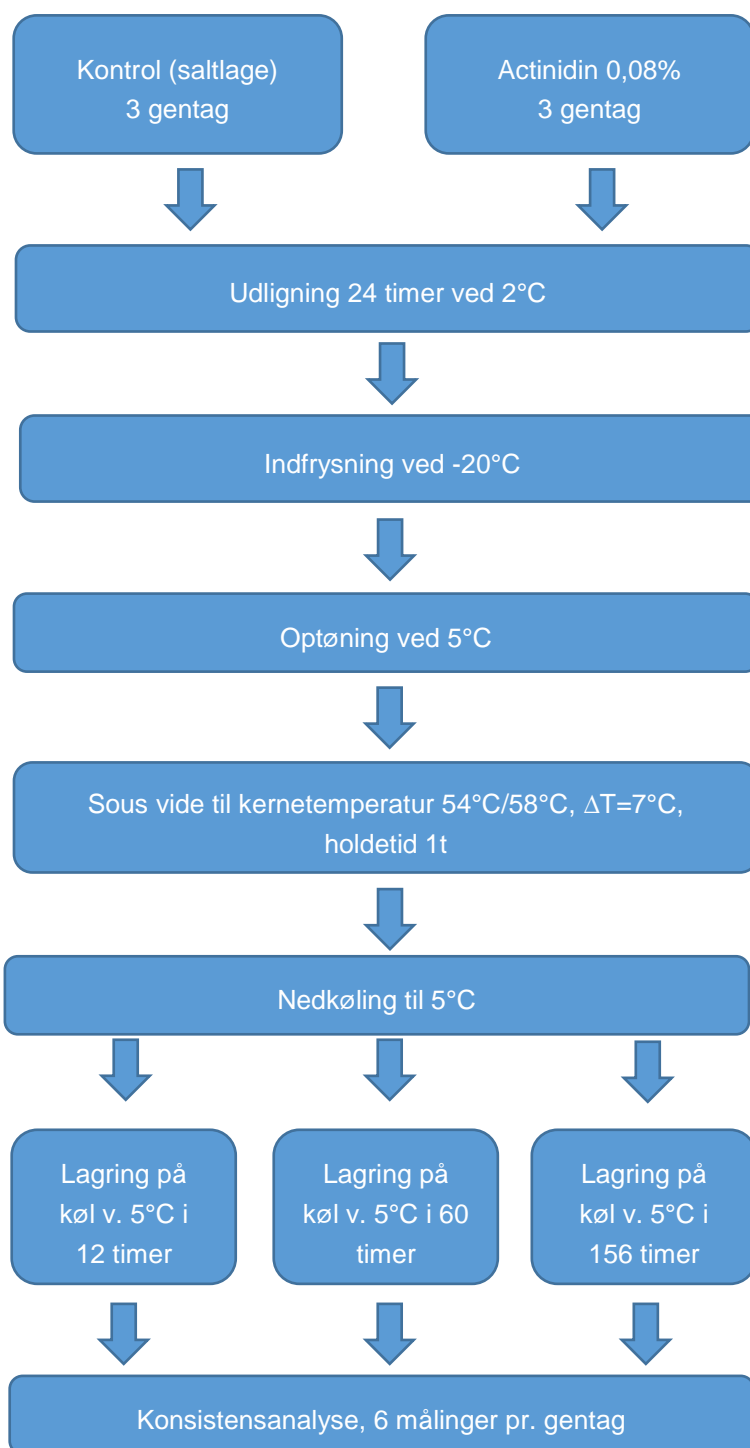 Kontrol (saltlage)
3 gentag
Actinidin 0,08%
3 gentag
Udligning 24 timer ved 2°C
Indfrysning ved -20°C
Optøning ved 5°C
Sous vide til kernetemperatur 54°C/58°C, ΔT=7°C,
holdetid 1t
Nedkøling til 5°C
Lagring på
køl v. 5°C i
12 timer
Lagring på
køl v. 5°C i 60
timer
Lagring på
køl v. 5°C i
156 timer
Konsistensanalyse, 6 målinger pr. gentag